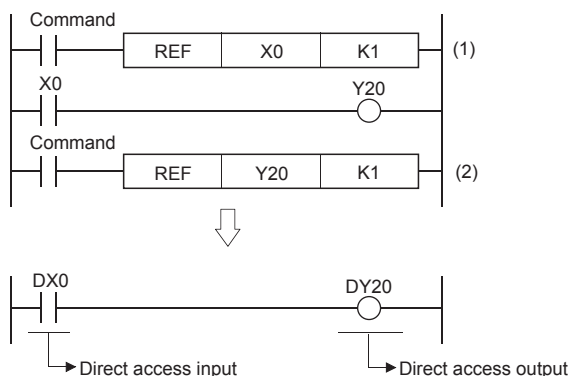 Command
REF X0 K1 (1)
X0 Y20
Command
REF Y20 K1 (2)
DX0 DY20
Direct access input Direct access output